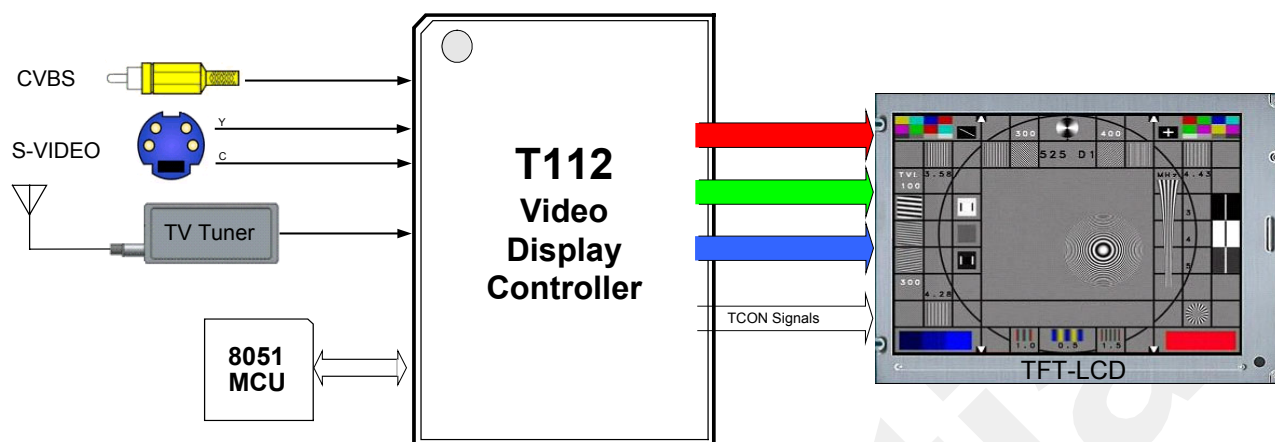 CVBS
S-VIDEO
Y
C
TV Tuner
8051
MCU
T112
Video
Display
Controller
TCON Signals
300
400
525 D1
TVL
100
3.58
MHz
4.43
3
4
5
300
4.28
1.0
0.5
1.5
TFT-LCD